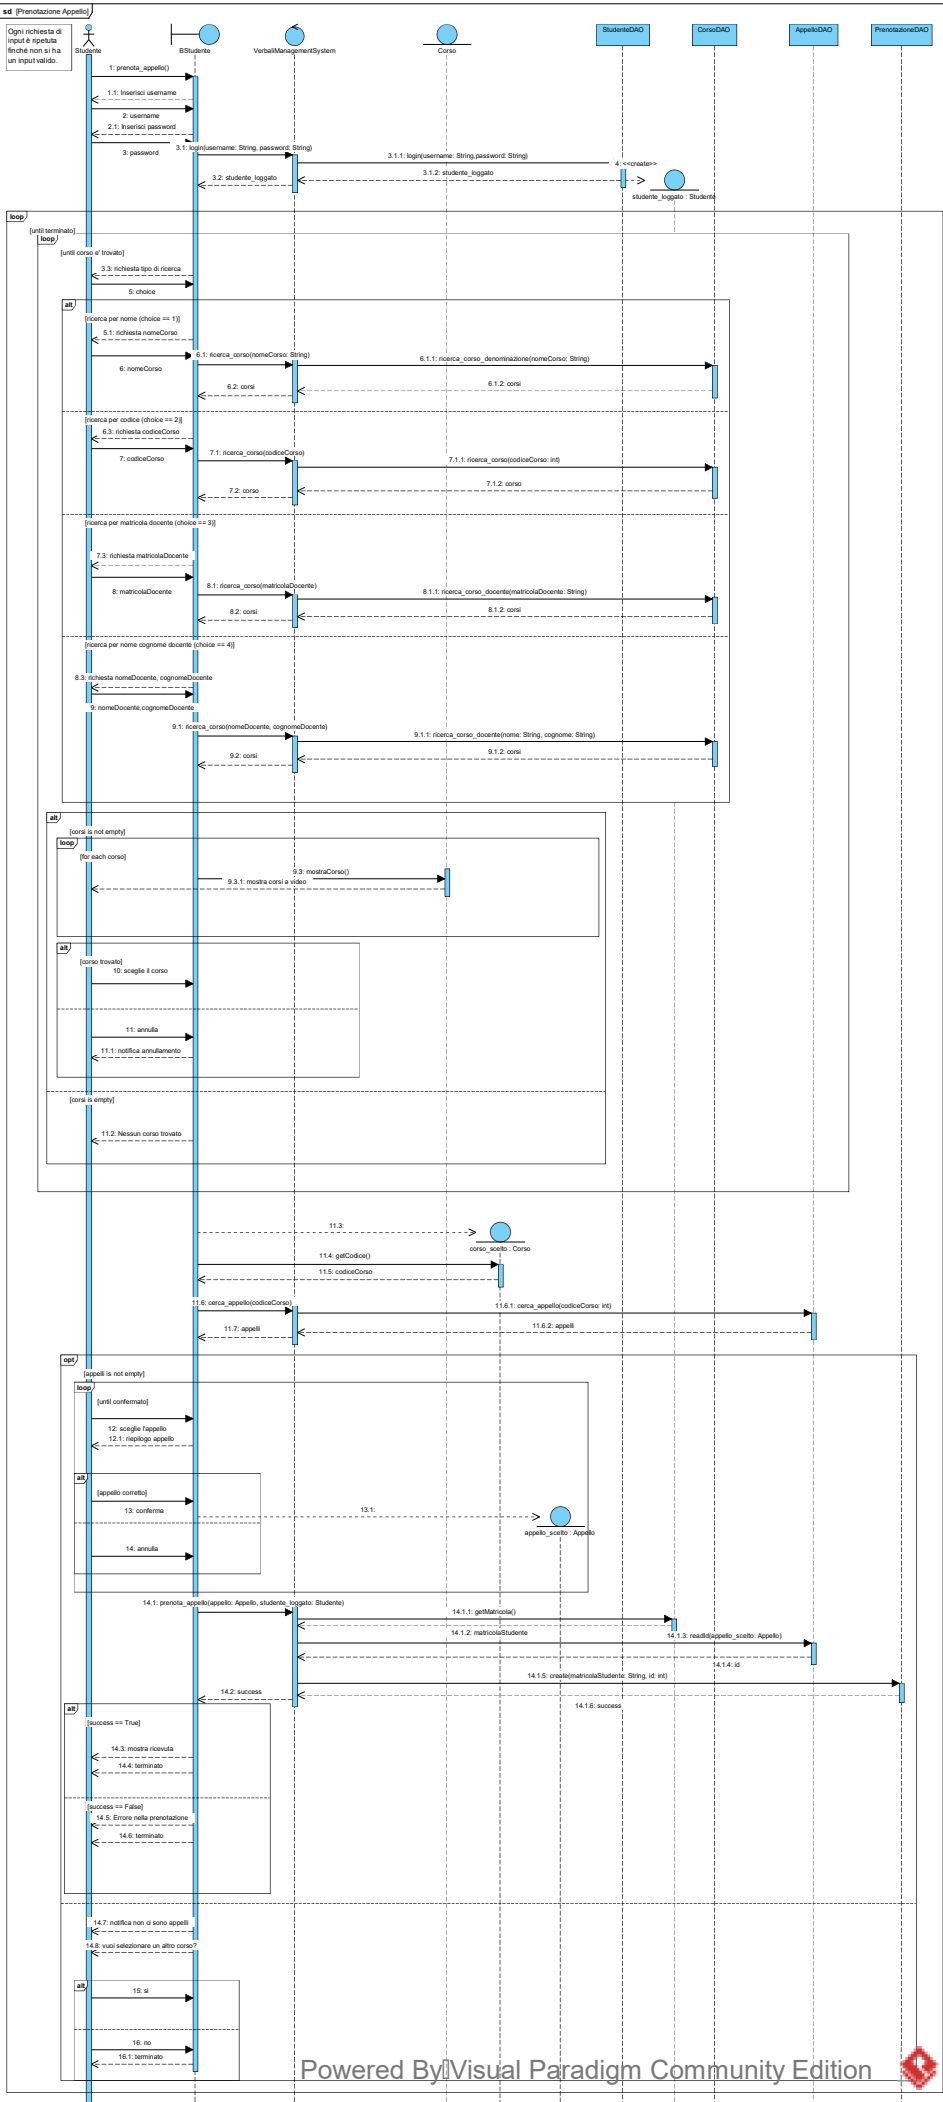 sd [Prenotazione Appello]
Ogni richiesta di
input è ripetuta
finché non si ha
un input valido.
Studente
BStudente
VerbaliManagementSystem
Corso
StudenteDAO
CorsoDAO
AppelloDAO
PrenotazioneDAO
1: prenota_appello()
1.1: Inserisci username
2: username
2.1: Inserisci password
3: password
3.1: login(username: String, password: String)
3.1.1: login(username: String,password: String)
4: <<create>>
3.1.2: studente_loggato
3.2: studente_loggato
studente_loggato : Studente
loop
[until terminato]
loop
[until corso e' trovato]
3.3: richiesta tipo di ricerca
5: choice
alt
[ricerca per nome (choice == 1)]
5.1: richiesta nomeCorso
6: nomeCorso
6.1: ricerca_corso(nomeCorso: String)
6.1.1: ricerca_corso_denominazione(nomeCorso: String)
6.1.2: corsi
6.2: corsi
[ricerca per codice (choice == 2)]
6.3: richiesta codiceCorso
7: codiceCorso
7.1: ricerca_corso(codiceCorso)
7.1.1: ricerca_corso(codiceCorso: int)
7.1.2: corso
7.2: corso
[ricerca per matricola docente (choice == 3)]
7.3: richiesta matricolaDocente
8: matricolaDocente
8.1: ricerca_corso(matricolaDocente)
8.1.1: ricerca_corso_docente(matricolaDocente: String)
8.1.2: corsi
8.2: corsi
[ricerca per nome cognome docente (choice == 4)]
8.3: richiesta nomeDocente, cognomeDocente
9: nomeDocente,cognomeDocente
9.1: ricerca_corso(nomeDocente, cognomeDocente)
9.1.1: ricerca_corso_docente(nome: String, cognome: String)
9.1.2: corsi
9.2: corsi
alt
[corsi is not empty]
loop
[for each corso]
9.3: mostraCorso()
9.3.1: mostra corsi a video
alt
[corso trovato]
10: sceglie il corso
11: annulla
11.1: notifica annullamento
[corsi is empty]
11.2: Nessun corso trovato
11.3:
corso_scelto : Corso
11.4: getCodice()
11.5: codiceCorso
11.6: cerca_appello(codiceCorso)
11.6.1: cerca_appello(codiceCorso: int)
11.6.2: appelli
11.7: appelli
opt
[appelli is not empty]
loop
[until confermato]
12: sceglie l'appello
12.1: riepilogo appello
alt
[appello corretto]
13: conferma
13.1:
appello_scelto : Appello
14: annulla
14.1: prenota_appello(appello: Appello, studente_loggato: Studente)
14.1.1: getMatricola()
14.1.2: matricolaStudente
14.1.3: readId(appello_scelto: Appello)
14.1.4: id
14.1.5: create(matricolaStudente: String, id: int)
14.1.6: success
14.2: success
alt
[success == True]
14.3: mostra ricevuta
14.4: terminato
[success == False]
14.5: Errore nella prenotazione
14.6: terminato
14.7: notifica non ci sono appelli
14.8: vuoi selezionare un altro corso?
alt
15: si
16: no
16.1: terminato
Powered By Visual Paradigm Community Edition